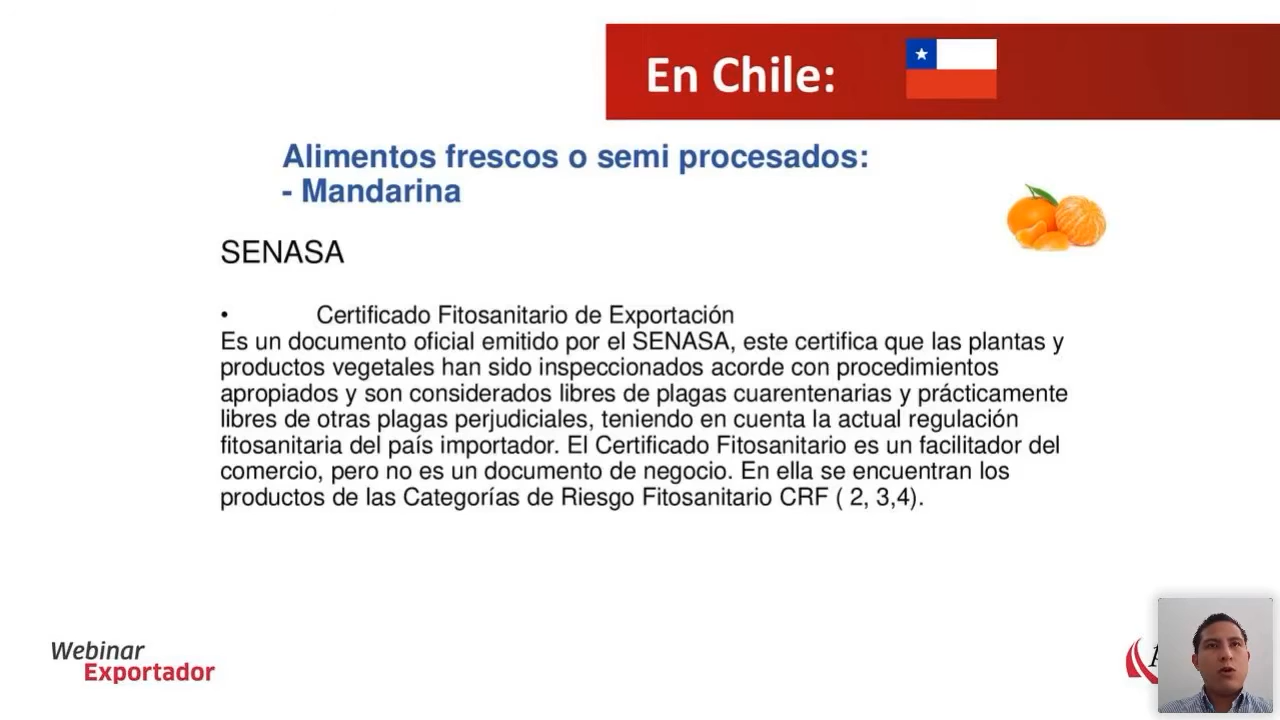 En Chile:
Alimentos frescos o semi procesados:
- Mandarina
SENASA
• Certificado Fitosanitario de Exportación
Es un documento oficial emitido por el SENASA, este certifica que las plantas y
productos vegetales han sido inspeccionados acorde con procedimientos
apropiados y son considerados libres de plagas cuarentenarias y prácticamente
libres de otras plagas perjudiciales, teniendo en cuenta la actual regulación
fitosanitaria del país importador. El Certificado Fitosanitario es un facilitador del
comercio, pero no es un documento de negocio. En ella se encuentran los
productos de las Categorías de Riesgo Fitosanitario CRF ( 2, 3,4).
Webinar
Exportador